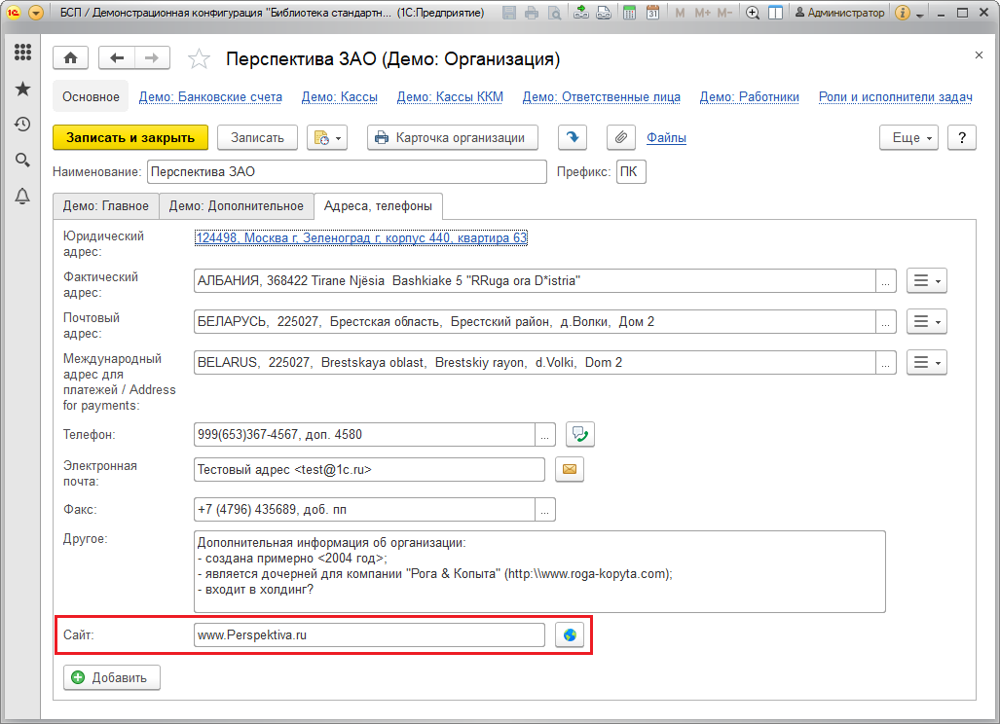 БСП / Демонстрационная конфигурация "Библиотека стандартн... (1С:Предприятие)
M M+ M- Администратор
Перспектива ЗАО (Демо: Организация)
Основное Демо: Банковские счета Демо: Кассы Демо: Кассы ККМ Демо: Ответственные лица Демо: Работники Роли и исполнители задач
Записать и закрыть Записать Карточка организации Файлы Еще ?
Наименование: Перспектива ЗАО Префикс: ПК
Демо: Главное Демо: Дополнительное Адреса, телефоны
Юридический
адрес:
124498, Москва г, Зеленоград г, корпус 440, квартира 63
Фактический
адрес:
АЛБАНИЯ, 368422 Tirane Njësia Bashkiake 5 "RRuga ora D*istria" ...
Почтовый
адрес:
БЕЛАРУСЬ, 225027, Брестская область, Брестский район, д.Волки, Дом 2 ...
Международный
адрес для
платежей / Address
for payments:
BELARUS, 225027, Brestskaya oblast, Brestskiy rayon, d.Volki, Dom 2 ...
Телефон: 999(653)367-4567, доп. 4580 ...
Электронная
почта:
Тестовый адрес <test@1c.ru>
Факс: +7 (4796) 435689, доб. пп ...
Другое:
Дополнительная информация об организации:
- создана примерно <2004 год>;
- является дочерней для компании "Рога & Копыта" (http:\\www.roga-kopyta.com);
- входит в холдинг?
Сайт: www.Perspektiva.ru
Добавить